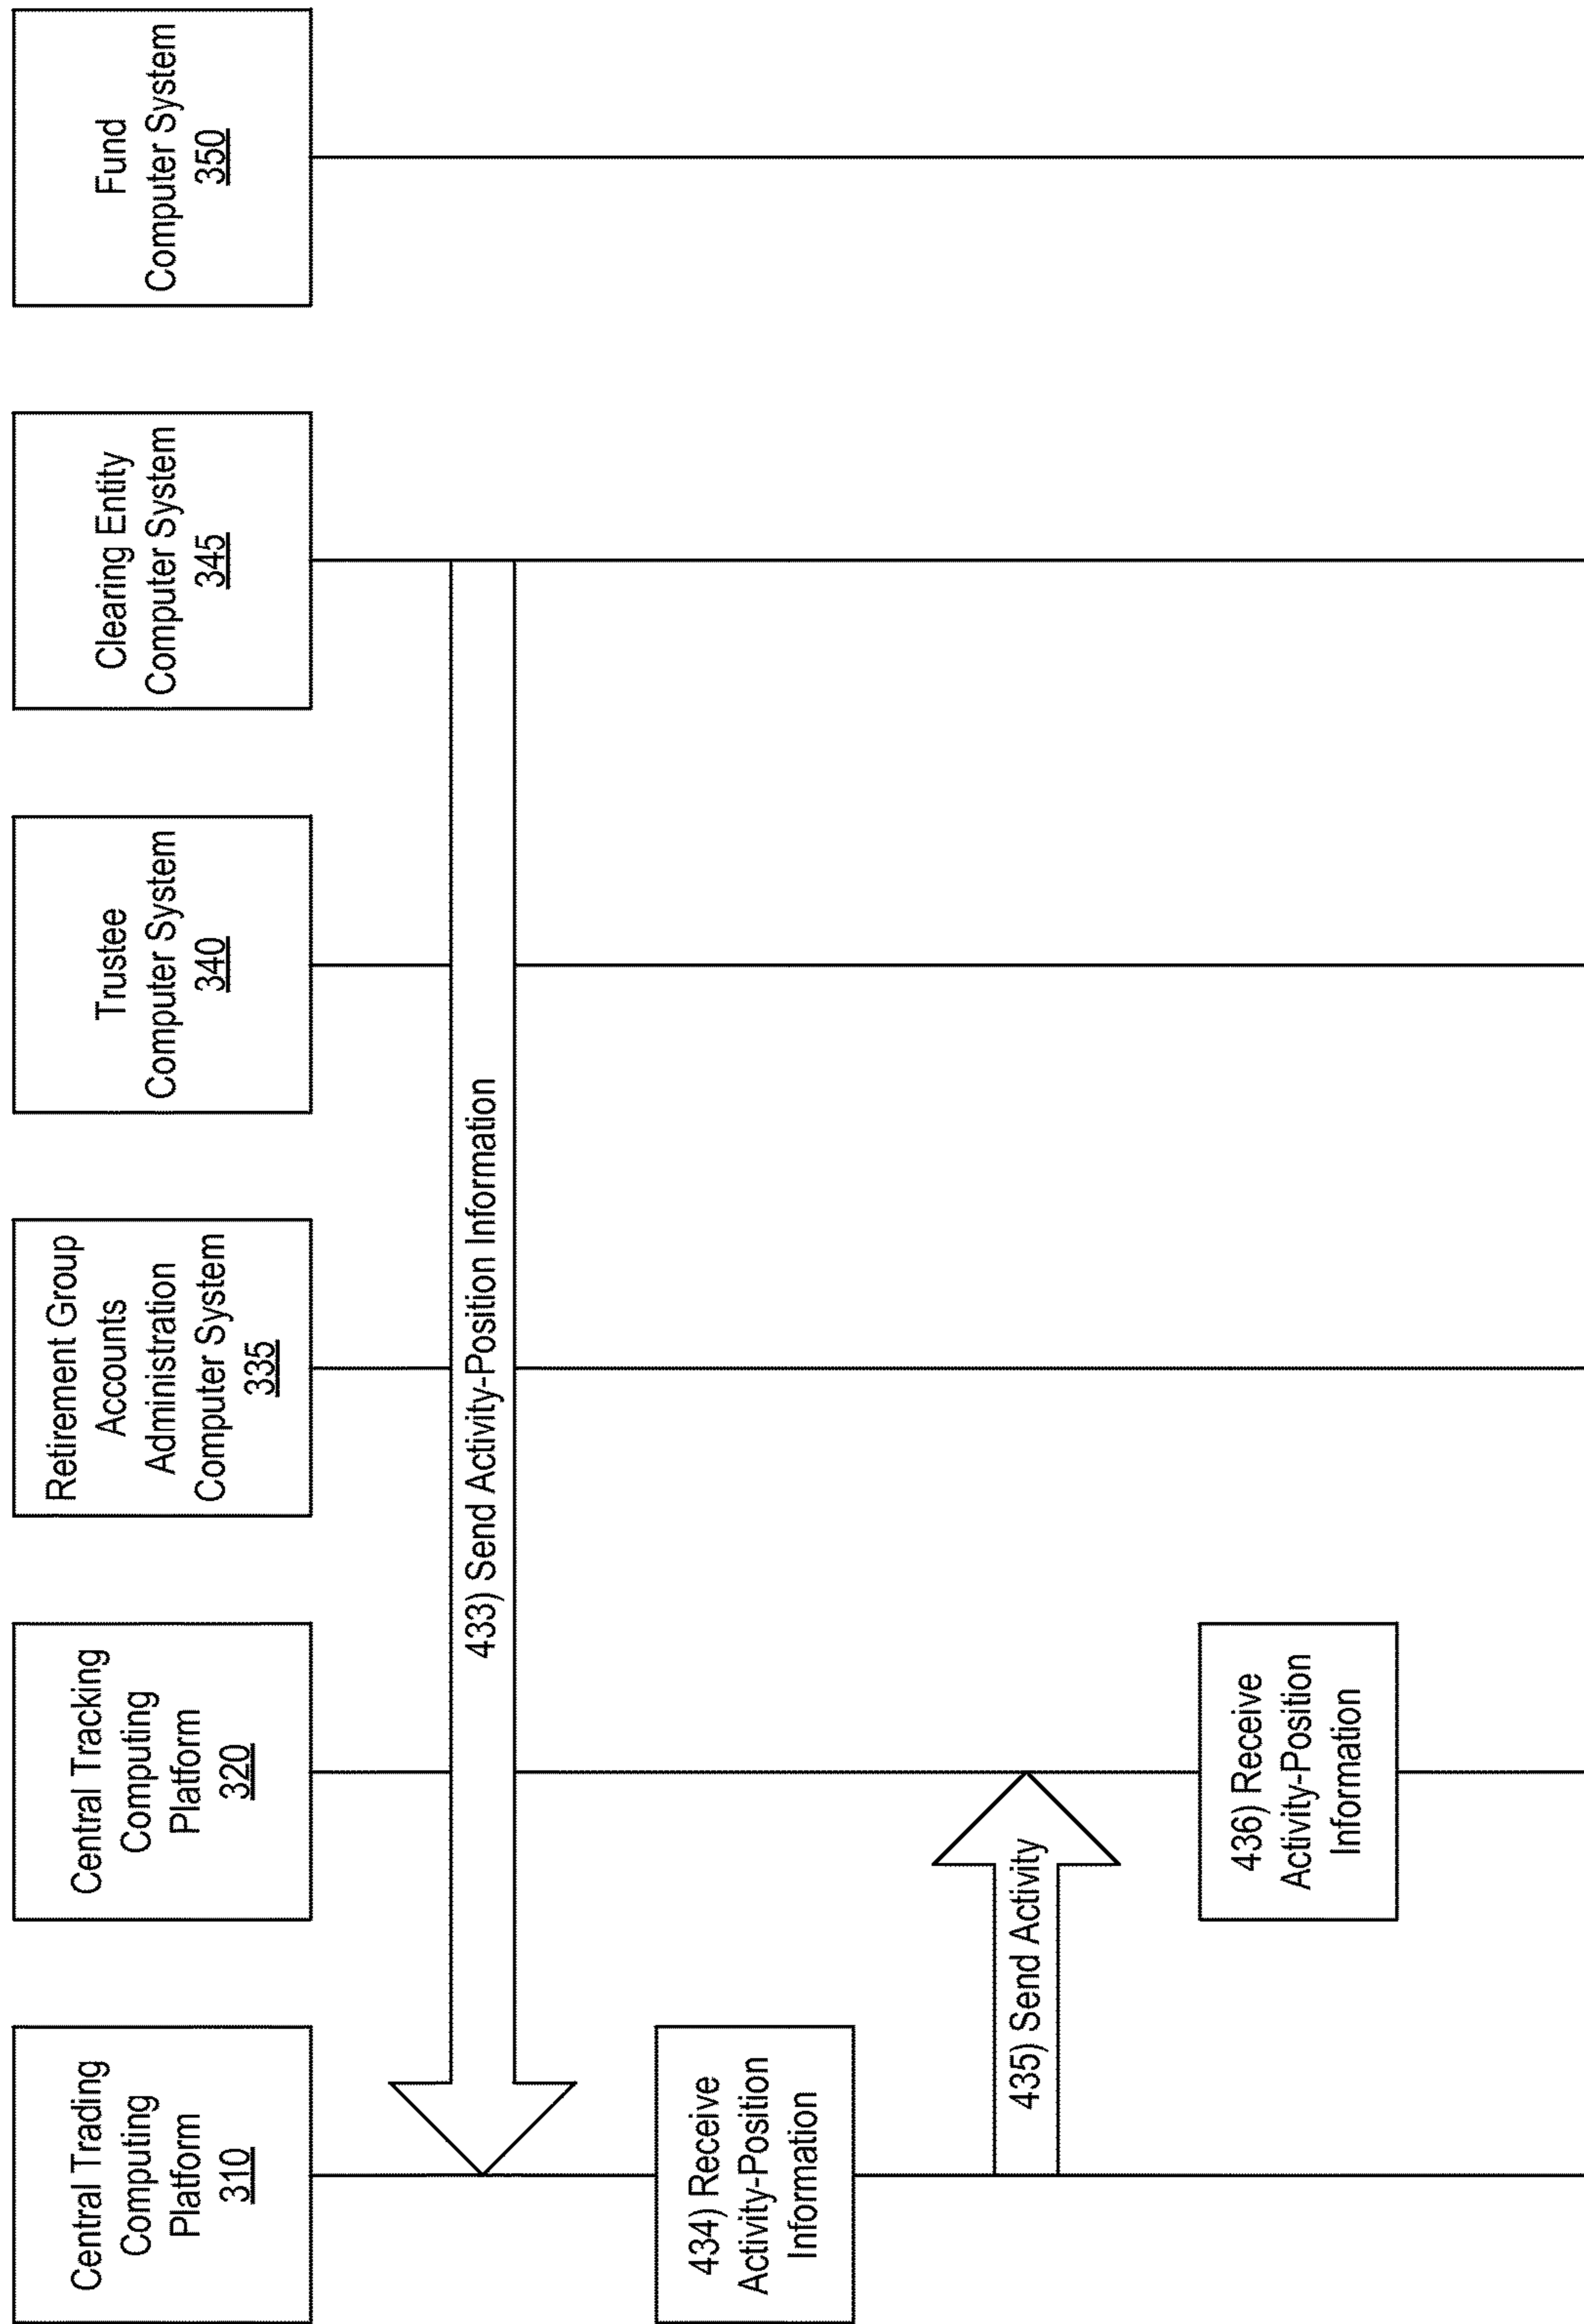 Central Trading
Computing
Platform
310
Central Tracking
Computing
Platform
320
Retirement Group
Accounts
Administration
Computer System
335
Trustee
Computer System
340
Clearing Entity
Computer System
345
Fund
Computer System
350
433) Send Activity-Position Information
434) Receive
Activity-Position
Information
435) Send Activity
436) Receive
Activity-Position
Information